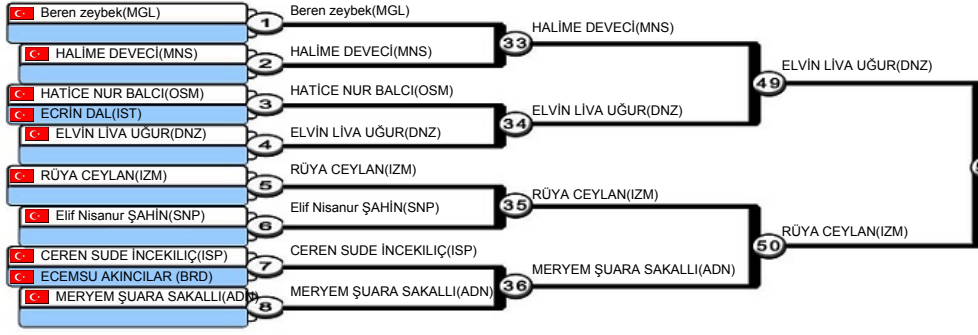 Beren zeybek(MGL)
1
Beren zeybek(MGL)
HALİME DEVECİ(MNS)
2
HALİME DEVECİ(MNS)
33
HALİME DEVECİ(MNS)
HATİCE NUR BALCI(OSM)
ECRİN DAL(IST)
3
HATİCE NUR BALCI(OSM)
ELVİN LİVA UĞUR(DNZ)
4
ELVİN LİVA UĞUR(DNZ)
34
ELVİN LİVA UĞUR(DNZ)
49
ELVİN LİVA UĞUR(DNZ)
RÜYA CEYLAN(IZM)
5
RÜYA CEYLAN(IZM)
Elif Nisanur ŞAHİN(SNP)
6
Elif Nisanur ŞAHİN(SNP)
35
RÜYA CEYLAN(IZM)
CEREN SUDE İNCEKILIÇ(ISP)
ECEMSU AKINCILAR (BRD)
7
CEREN SUDE İNCEKILIÇ(ISP)
MERYEM ŞUARA SAKALLI(ADN)
8
MERYEM ŞUARA SAKALLI(ADN)
36
MERYEM ŞUARA SAKALLI(ADN)
50
RÜYA CEYLAN(IZM)